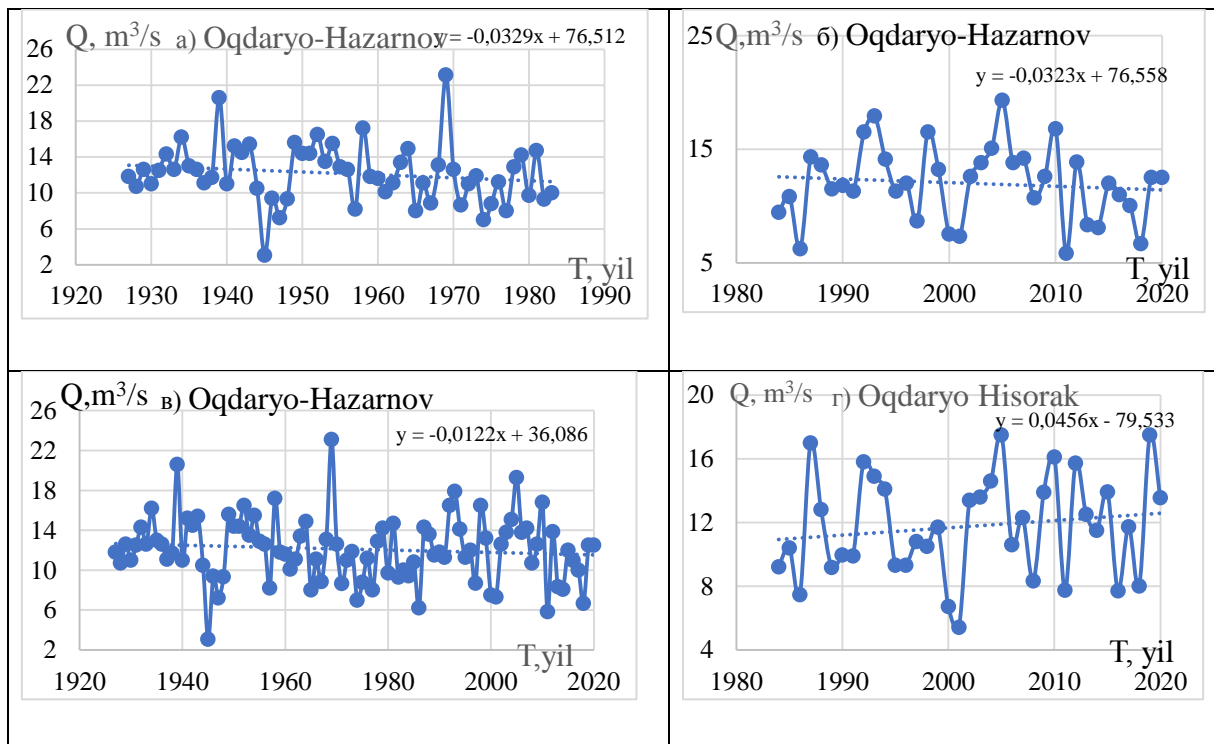 Q, m³/s а) Oqdaryo-Hazarnov
y = -0,0329x + 76,512
26
22
18
14
10
6
2
T, yil
1920 1930 1940 1950 1960 1970 1980 1990
Q,m³/s б) Oqdaryo-Hazarnov
y = -0,0323x + 76,558
25
15
5
T, yil
1980 1990 2000 2010 2020
Q,m³/s в) Oqdaryo-Hazarnov
y = -0,0122x + 36,086
26
22
18
14
10
6
2
T,yil
1920 1940 1960 1980 2000 2020
Q, m³/s г) Oqdaryo Hisorak
y = 0,0456x - 79,533
20
16
12
8
4
T, yil
1980 1990 2000 2010 2020